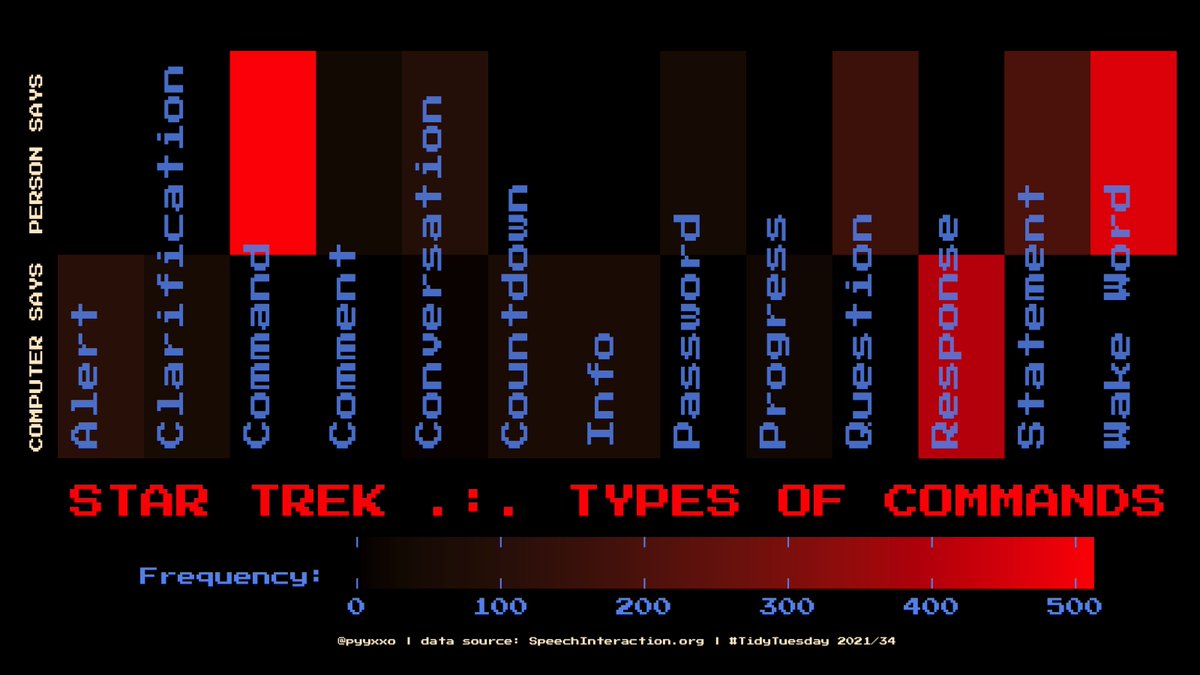 PERSON SAYS
COMPUTER SAYS
Alert
Clarification
Command
Comment
Conversation
Countdown
Info
Password
Progress
Question
Response
Statement
Wake Word
STAR TREK .:. TYPES OF COMMANDS
Frequency:
0 100 200 300 400 500
@pyyxxo | data source: SpeechInteraction.org | #TidyTuesday 2021/34